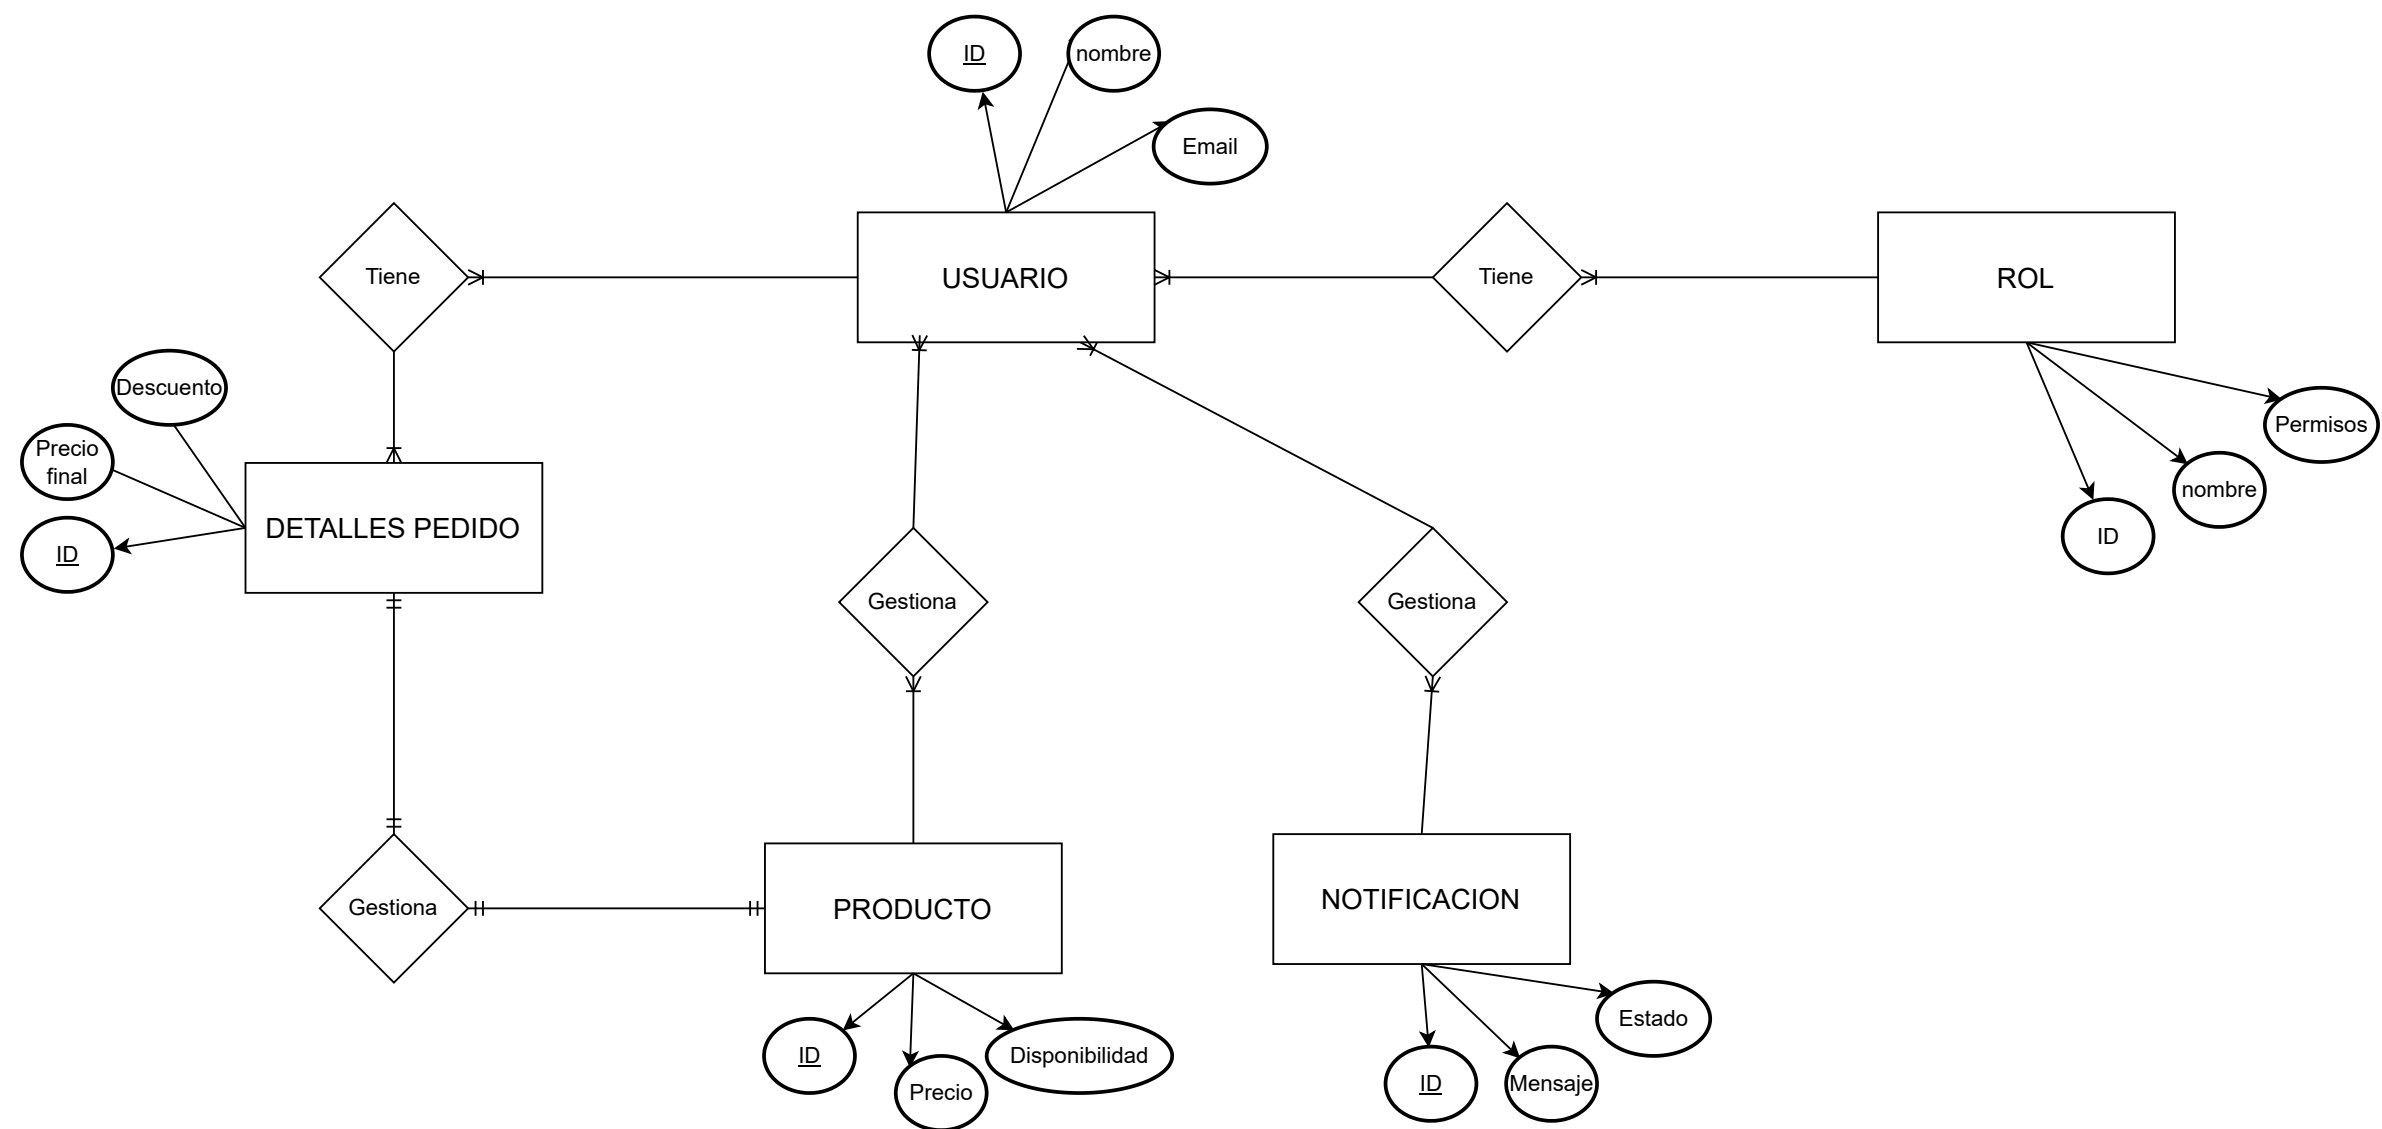 ID
nombre
Email
Tiene
USUARIO
Tiene
ROL
Descuento
Precio
final
ID
DETALLES PEDIDO
Permisos
nombre
ID
Gestiona
Gestiona
Gestiona
PRODUCTO
NOTIFICACION
ID
Precio
Disponibilidad
Estado
ID
Mensaje